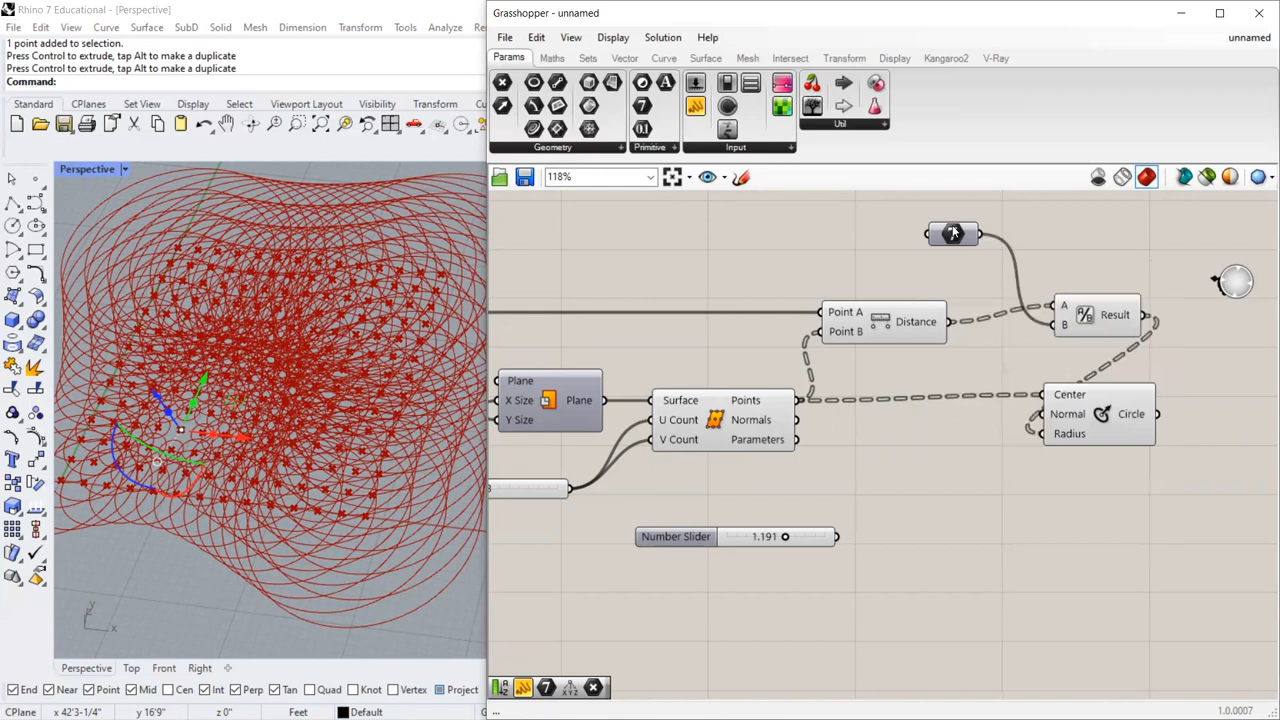 Rhino 7 Educational - [Perspective]
File Edit View Curve Surface SubD Solid Mesh Dimension Transform Tools Analyze Re
1 point added to selection.
Press Control to extrude, tap Alt to make a duplicate
Press Control to extrude, tap Alt to make a duplicate
Command:
Standard CPlanes Set View Display Select Viewport Layout Visibility Transform Cu
Perspective
y
z
x
Perspective Top Front Right
End Near Point Mid Cen Int Perp Tan Quad Knot Vertex Project
CPlane x 42'3-1/4" y 16'9" z 0" Feet Default
Grasshopper - unnamed
File Edit View Display Solution Help unnamed
Params Maths Sets Vector Curve Surface Mesh Intersect Transform Display Kangaroo2 V-Ray
Geometry Primitive Input Util
118%
Point A
Point B
Distance
A
B
Result
Plane
X Size
Y Size
Plane
Surface
U Count
V Count
Points
Normals
Parameters
Center
Normal
Radius
Circle
Number Slider 1.191
...
1.0.0007